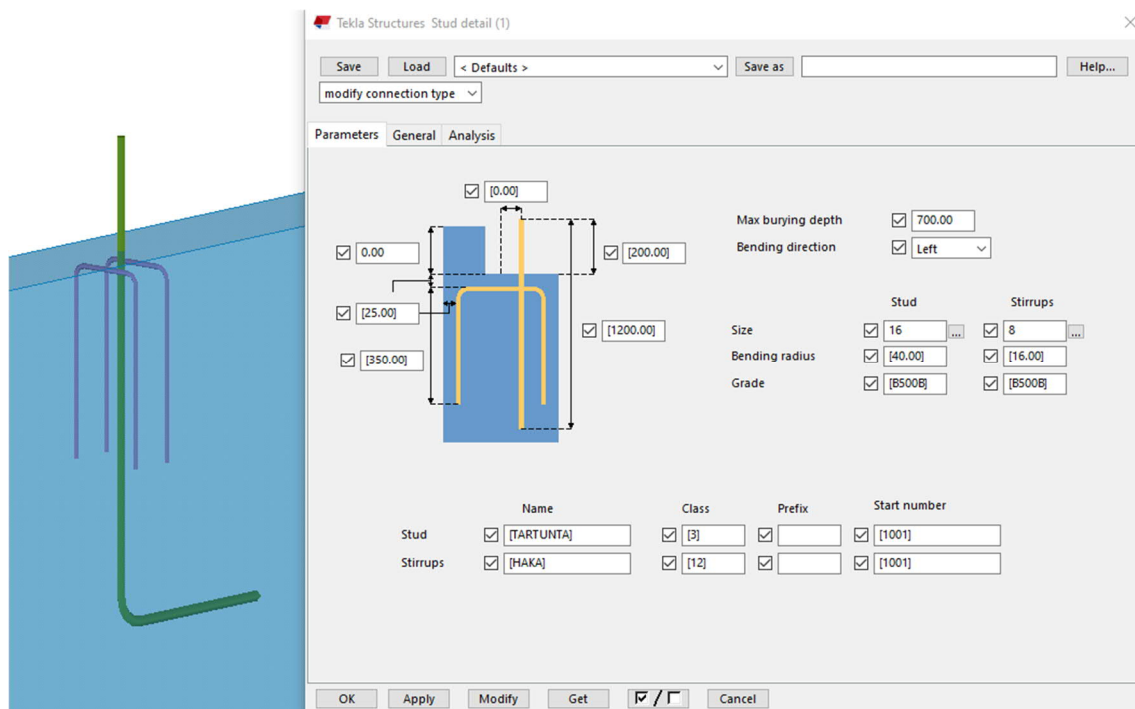 Tekla Structures  Stud detail (1)
Save Load < Defaults > Save as Help...
modify connection type
Parameters General Analysis
[0.00]
Max burying depth 700.00
Bending direction Left
0.00 [200.00]
[25.00]
[1200.00]
[350.00]
Stud Stirrups
Size 16 ... 8 ...
Bending radius [40.00] [16.00]
Grade [B500B] [B500B]
Name Class Prefix Start number
Stud [TARTUNTA] [3] [1001]
Stirrups [HAKA] [12] [1001]
OK Apply Modify Get / Cancel